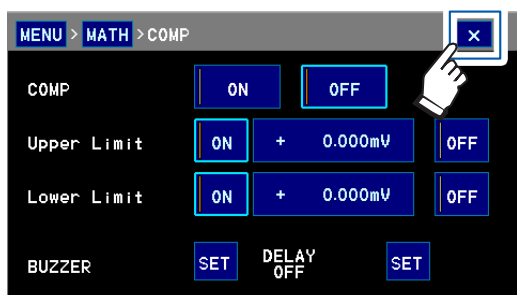 MENU > MATH > COMP ×
COMP ON OFF
Upper Limit ON + 0.000mV OFF
Lower Limit ON + 0.000mV OFF
BUZZER SET DELAY OFF SET